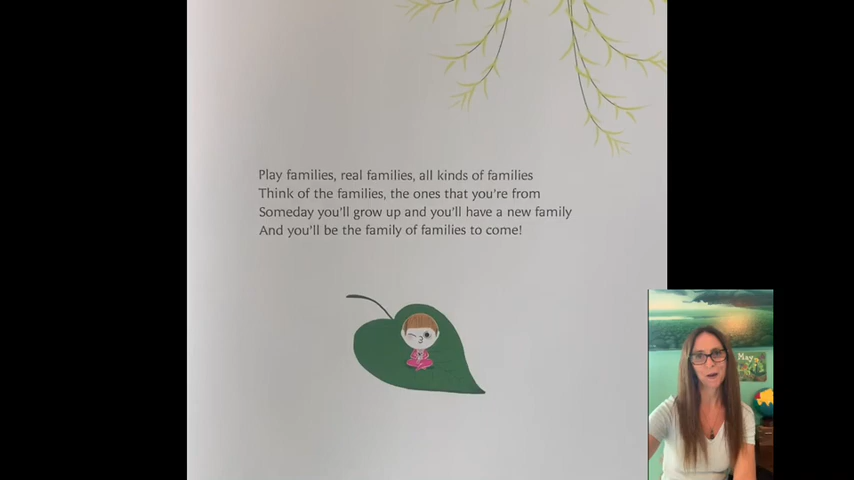 Play families, real families, all kinds of families
Think of the families, the ones that you're from
Someday you'll grow up and you'll have a new family
And you'll be the family of families to come!
May